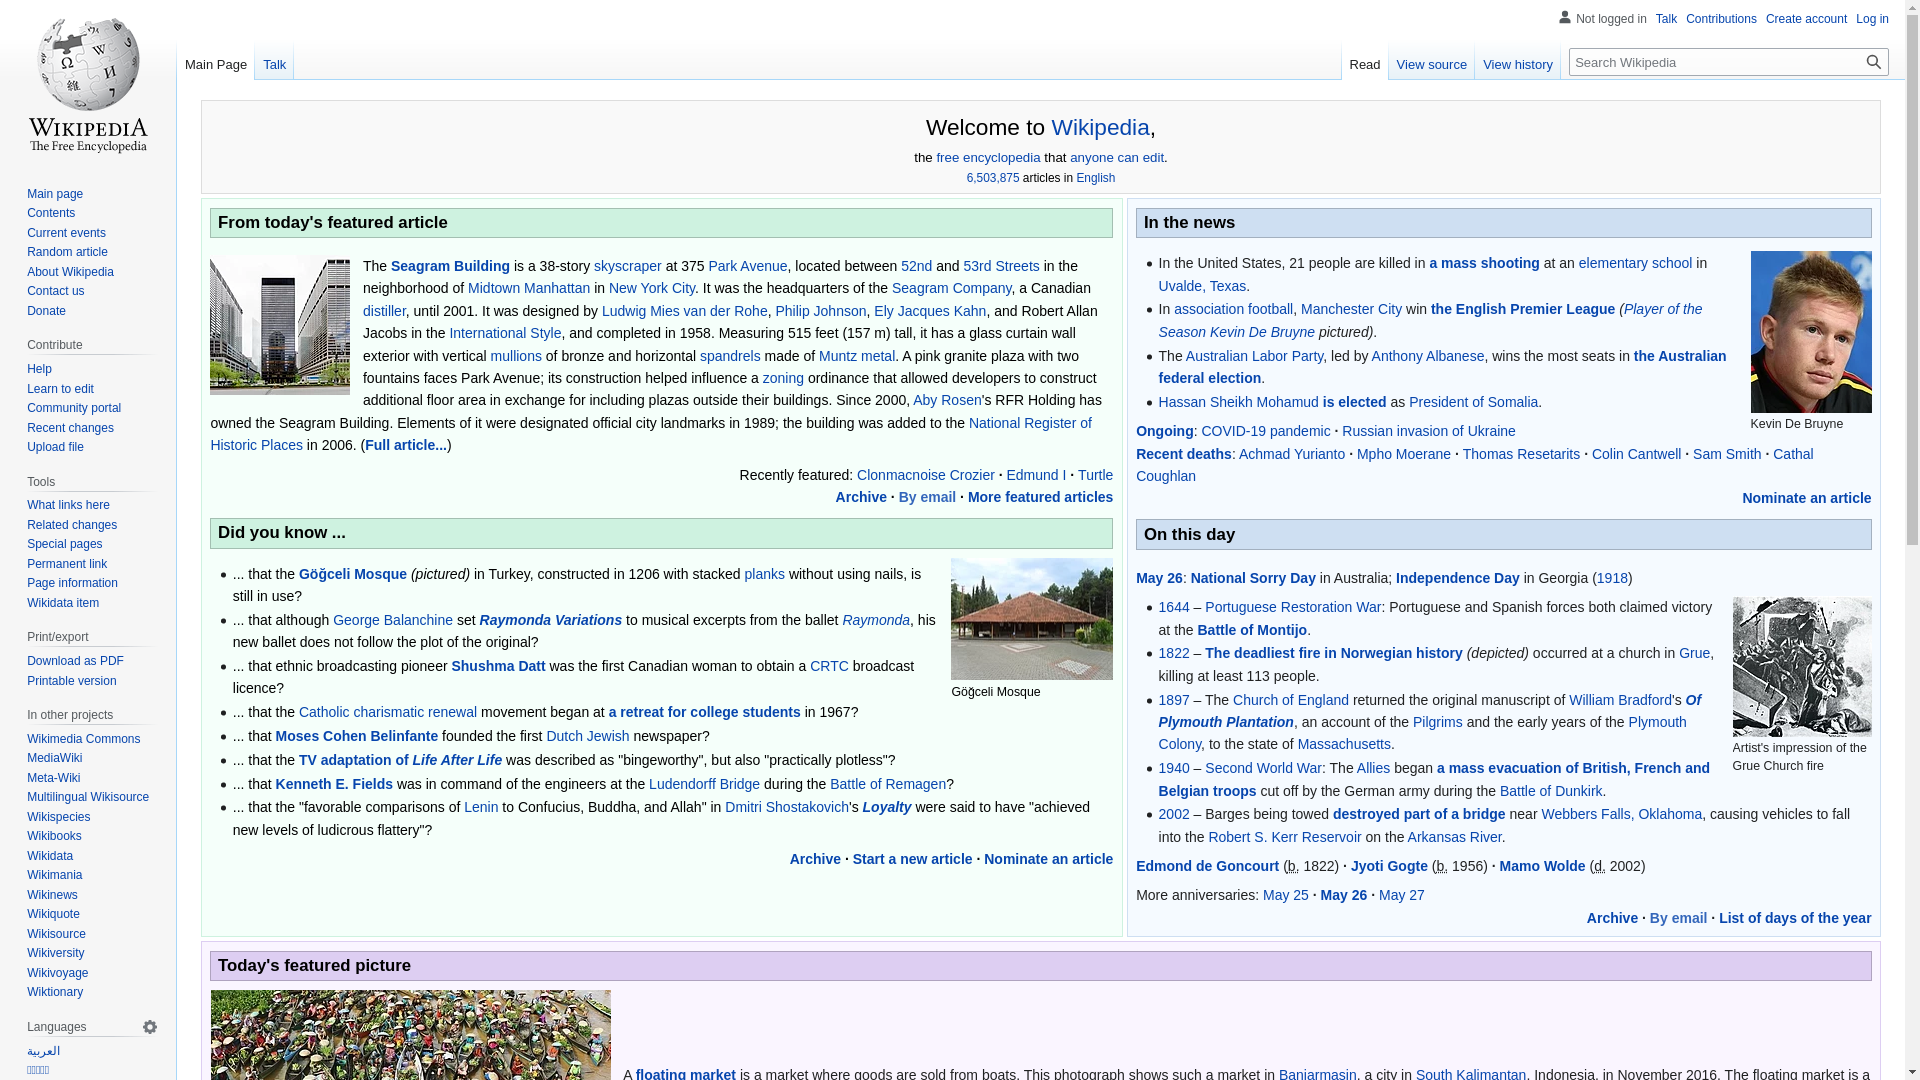 Not logged in Talk Contributions Create account Log in
Main Page Talk Read View source View history Search Wikipedia
WIKIPEDIA
The Free Encyclopedia
Main page
Contents
Current events
Random article
About Wikipedia
Contact us
Donate
Contribute
Help
Learn to edit
Community portal
Recent changes
Upload file
Tools
What links here
Related changes
Special pages
Permanent link
Page information
Wikidata item
Print/export
Download as PDF
Printable version
In other projects
Wikimedia Commons
MediaWiki
Meta-Wiki
Multilingual Wikisource
Wikispecies
Wikibooks
Wikidata
Wikimania
Wikinews
Wikiquote
Wikisource
Wikiversity
Wikivoyage
Wiktionary
Languages
العربية
Welcome to Wikipedia,
the free encyclopedia that anyone can edit.
6,503,875 articles in English
From today's featured article
The Seagram Building is a 38-story skyscraper at 375 Park Avenue, located between 52nd and 53rd Streets in the
neighborhood of Midtown Manhattan in New York City. It was the headquarters of the Seagram Company, a Canadian
distiller, until 2001. It was designed by Ludwig Mies van der Rohe, Philip Johnson, Ely Jacques Kahn, and Robert Allan
Jacobs in the International Style, and completed in 1958. Measuring 515 feet (157 m) tall, it has a glass curtain wall
exterior with vertical mullions of bronze and horizontal spandrels made of Muntz metal. A pink granite plaza with two
fountains faces Park Avenue; its construction helped influence a zoning ordinance that allowed developers to construct
additional floor area in exchange for including plazas outside their buildings. Since 2000, Aby Rosen's RFR Holding has
owned the Seagram Building. Elements of it were designated official city landmarks in 1989; the building was added to the National Register of
Historic Places in 2006. (Full article...)
Recently featured: Clonmacnoise Crozier · Edmund I · Turtle
Archive · By email · More featured articles
Did you know ...
... that the Göğceli Mosque (pictured) in Turkey, constructed in 1206 with stacked planks without using nails, is
still in use?
... that although George Balanchine set Raymonda Variations to musical excerpts from the ballet Raymonda, his
new ballet does not follow the plot of the original?
... that ethnic broadcasting pioneer Shushma Datt was the first Canadian woman to obtain a CRTC broadcast
licence?
... that the Catholic charismatic renewal movement began at a retreat for college students in 1967?
... that Moses Cohen Belinfante founded the first Dutch Jewish newspaper?
... that the TV adaptation of Life After Life was described as "bingeworthy", but also "practically plotless"?
... that Kenneth E. Fields was in command of the engineers at the Ludendorff Bridge during the Battle of Remagen?
... that the "favorable comparisons of Lenin to Confucius, Buddha, and Allah" in Dmitri Shostakovich's Loyalty were said to have "achieved
new levels of ludicrous flattery"?
Göğceli Mosque
Archive · Start a new article · Nominate an article
In the news
In the United States, 21 people are killed in a mass shooting at an elementary school in
Uvalde, Texas.
In association football, Manchester City win the English Premier League (Player of the
Season Kevin De Bruyne pictured).
The Australian Labor Party, led by Anthony Albanese, wins the most seats in the Australian
federal election.
Hassan Sheikh Mohamud is elected as President of Somalia.
Kevin De Bruyne
Ongoing: COVID-19 pandemic · Russian invasion of Ukraine
Recent deaths: Achmad Yurianto · Mpho Moerane · Thomas Resetarits · Colin Cantwell · Sam Smith · Cathal
Coughlan
Nominate an article
On this day
May 26: National Sorry Day in Australia; Independence Day in Georgia (1918)
1644 – Portuguese Restoration War: Portuguese and Spanish forces both claimed victory
at the Battle of Montijo.
1822 – The deadliest fire in Norwegian history (depicted) occurred at a church in Grue,
killing at least 113 people.
1897 – The Church of England returned the original manuscript of William Bradford's Of
Plymouth Plantation, an account of the Pilgrims and the early years of the Plymouth
Colony, to the state of Massachusetts.
1940 – Second World War: The Allies began a mass evacuation of British, French and
Belgian troops cut off by the German army during the Battle of Dunkirk.
2002 – Barges being towed destroyed part of a bridge near Webbers Falls, Oklahoma, causing vehicles to fall
into the Robert S. Kerr Reservoir on the Arkansas River.
Artist's impression of the
Grue Church fire
Edmond de Goncourt (b. 1822) · Jyoti Gogte (b. 1956) · Mamo Wolde (d. 2002)
More anniversaries: May 25 · May 26 · May 27
Archive · By email · List of days of the year
Today's featured picture
A floating market is a market where goods are sold from boats. This photograph shows such a market in Banjarmasin, a city in South Kalimantan, Indonesia, in November 2016. The floating market is a